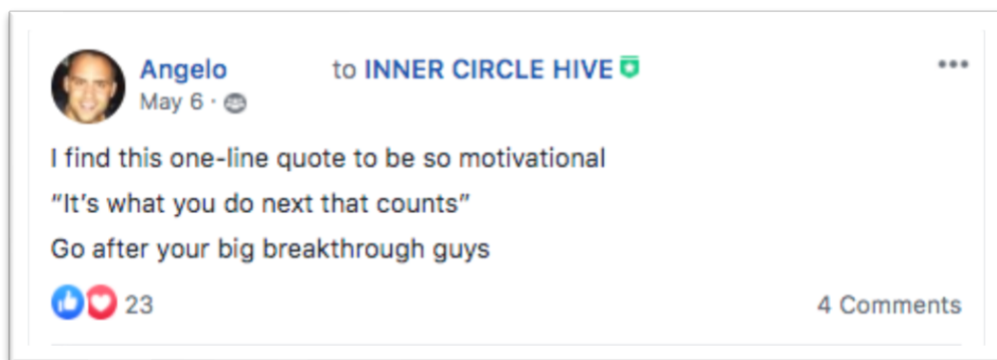 Angelo to INNER CIRCLE HIVE
May 6 ·
I find this one-line quote to be so motivational
“It’s what you do next that counts”
Go after your big breakthrough guys
23 4 Comments